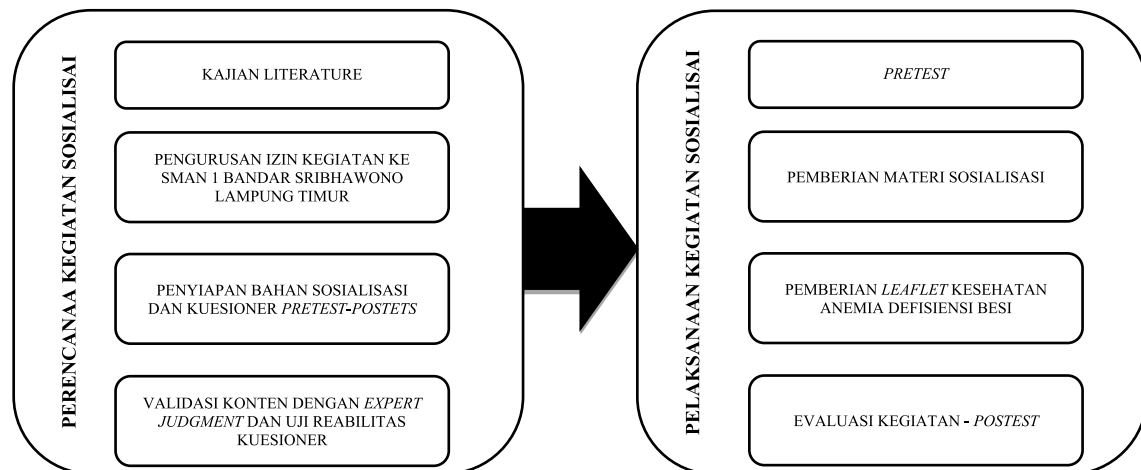 PERENCANAA KEGIATAN SOSIALISAI
KAJIAN LITERATURE
PENGURUSAN IZIN KEGIATAN KE
SMAN 1 BANDAR SRIBHAWONO
LAMPUNG TIMUR
PENYIAPAN BAHAN SOSIALISASI
DAN KUESIONER PRETEST-POSTETS
VALIDASI KONTEN DENGAN EXPERT
JUDGMENT DAN UJI REABILITAS
KUESIONER
PELAKSANAAN KEGIATAN SOSIALISAI
PRETEST
PEMBERIAN MATERI SOSIALISASI
PEMBERIAN LEAFLET KESEHATAN
ANEMIA DEFISIENSI BESI
EVALUASI KEGIATAN - POSTEST